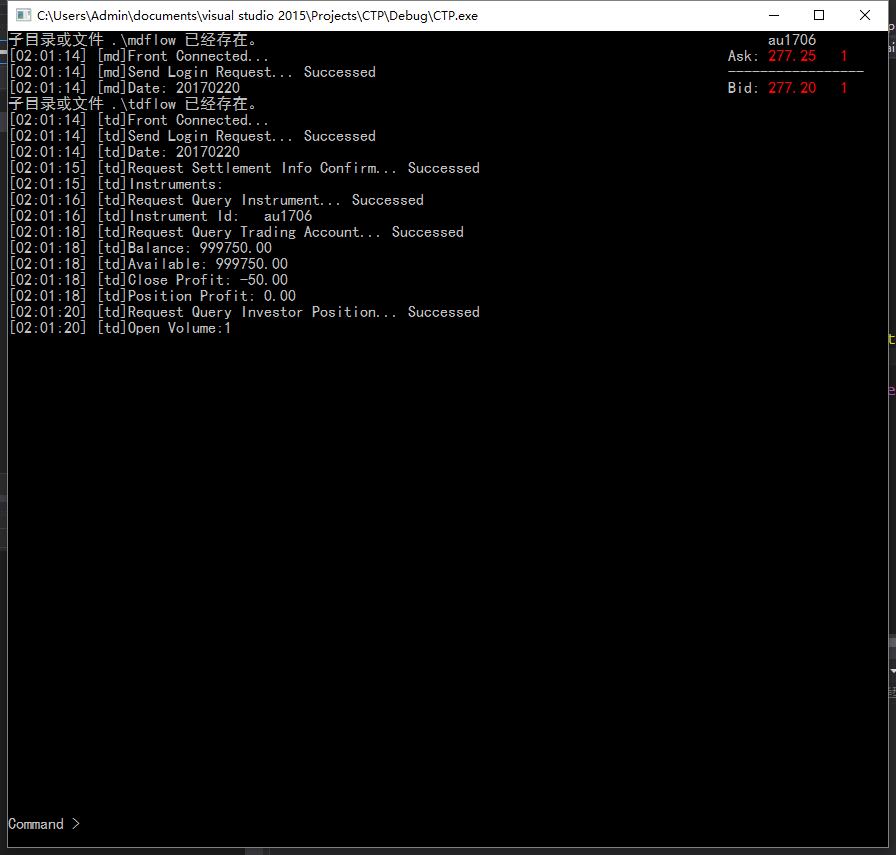 C:\Users\Admin\documents\visual studio 2015\Projects\CTP\Debug\CTP.exe
子目录或文件 .\mdflow 已经存在。 au1706
[02:01:14] [md]Front Connected... Ask: 277.25 1
[02:01:14] [md]Send Login Request... Successed -----------------
[02:01:14] [md]Date: 20170220 Bid: 277.20 1
子目录或文件 .\tdflow 已经存在。
[02:01:14] [td]Front Connected...
[02:01:14] [td]Send Login Request... Successed
[02:01:14] [td]Date: 20170220
[02:01:15] [td]Request Settlement Info Confirm... Successed
[02:01:15] [td]Instruments:
[02:01:16] [td]Request Query Instrument... Successed
[02:01:16] [td]Instrument Id: au1706
[02:01:18] [td]Request Query Trading Account... Successed
[02:01:18] [td]Balance: 999750.00
[02:01:18] [td]Available: 999750.00
[02:01:18] [td]Close Profit: -50.00
[02:01:18] [td]Position Profit: 0.00
[02:01:20] [td]Request Query Investor Position... Successed
[02:01:20] [td]Open Volume:1
Command >